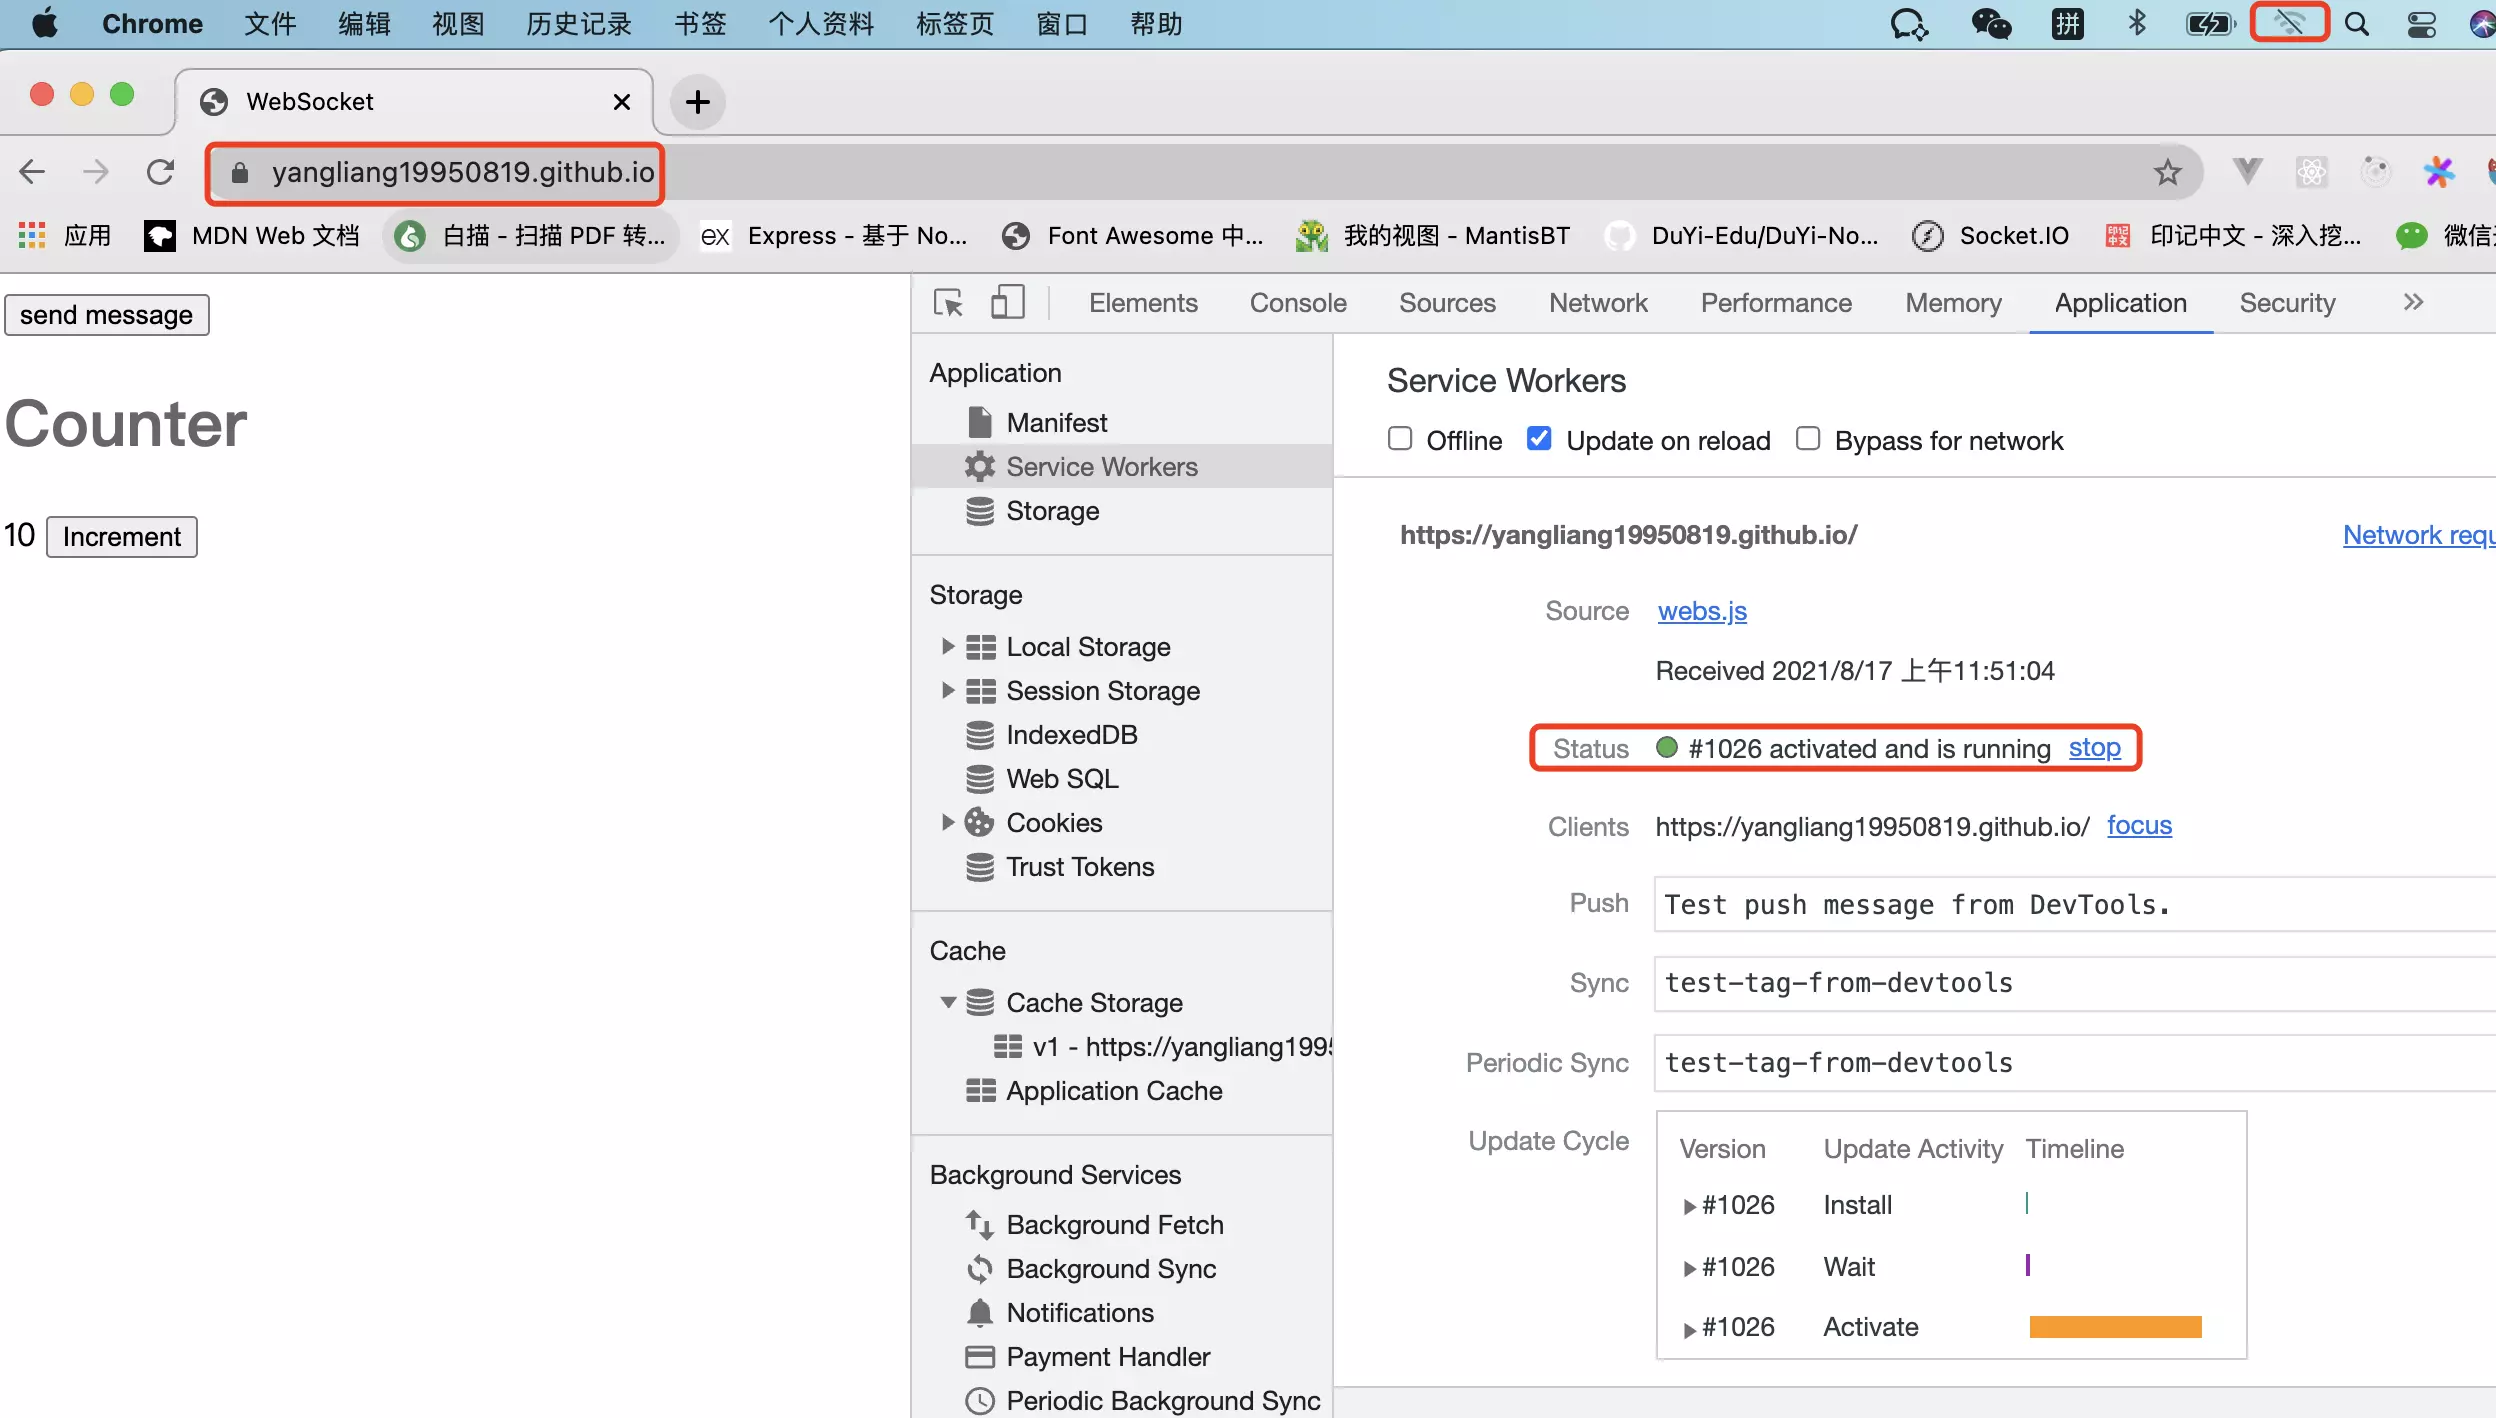 Chrome 文件 编辑 视图 历史记录 书签 个人资料 标签页 窗口 帮助 拼
WebSocket
yangliang19950819.github.io
应用 MDN Web 文档 白描 - 扫描 PDF 转... ex Express - 基于 No... Font Awesome 中... 我的视图 - MantisBT DuYi-Edu/DuYi-No... Socket.IO 印记中文 印记中文 - 深入挖... 微信
send message
Counter
10 Increment
Elements Console Sources Network Performance Memory Application Security
Application
Manifest
Service Workers
Storage
Storage
Local Storage
Session Storage
IndexedDB
Web SQL
Cookies
Trust Tokens
Cache
Cache Storage
v1 - https://yangliang199
Application Cache
Background Services
Background Fetch
Background Sync
Notifications
Payment Handler
Periodic Background Sync
Service Workers
Offline Update on reload Bypass for network
https://yangliang19950819.github.io/ Network requ
Source webs.js
Received 2021/8/17 上午11:51:04
Status #1026 activated and is running stop
Clients https://yangliang19950819.github.io/ focus
Push Test push message from DevTools.
Sync test-tag-from-devtools
Periodic Sync test-tag-from-devtools
Update Cycle Version Update Activity Timeline
#1026 Install
#1026 Wait
#1026 Activate